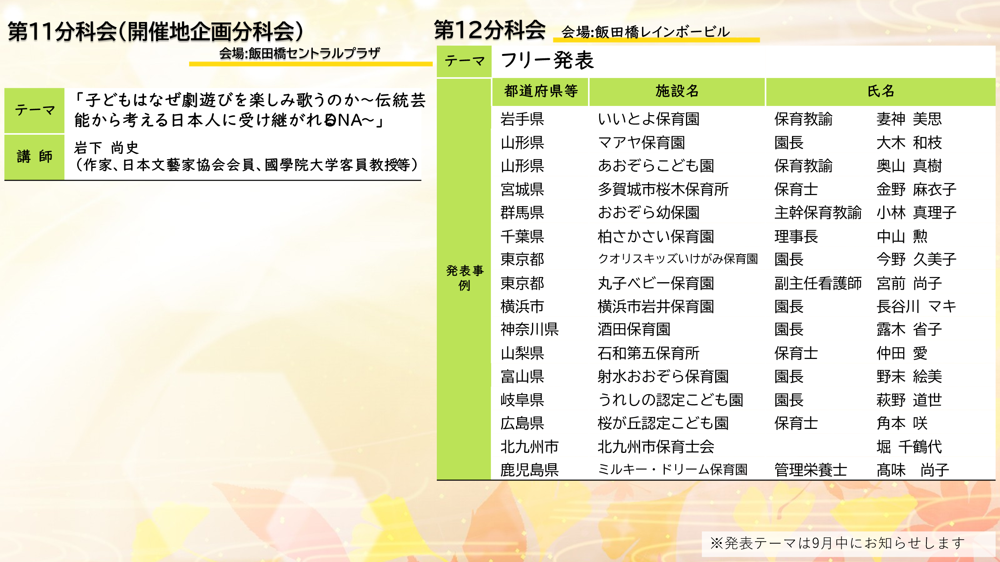 第11分科会（開催地企画分科会）
会場：飯田橋セントラルプラザ
テーマ
「子どもはなぜ劇遊びを楽しみ歌うのか～伝統芸
能から考える日本人に受け継がれるDNA～」
講 師
岩下 尚史
（作家、日本文藝家協会会員、國學院大学客員教授等）
第12分科会 会場：飯田橋レインボービル
テーマ フリー発表
都道府県等 施設名 氏名
発表事
例
岩手県 いいとよ保育園 保育教諭 妻神 美思
山形県 マアヤ保育園 園長 大木 和枝
山形県 あおぞらこども園 保育教諭 奥山 真樹
宮城県 多賀城市桜木保育所 保育士 金野 麻衣子
群馬県 おおぞら幼保園 主幹保育教諭 小林 真理子
千葉県 柏さかさい保育園 理事長 中山 勲
東京都 クオリスキッズいけがみ保育園 園長 今野 久美子
東京都 丸子ベビー保育園 副主任看護師 宮前 尚子
横浜市 横浜市岩井保育園 園長 長谷川 マキ
神奈川県 酒田保育園 園長 露木 省子
山梨県 石和第五保育所 保育士 仲田 愛
富山県 射水おおぞら保育園 園長 野末 絵美
岐阜県 うれしの認定こども園 園長 萩野 道世
広島県 桜が丘認定こども園 保育士 角本 咲
北九州市 北九州市保育士会 堀 千鶴代
鹿児島県 ミルキー・ドリーム保育園 管理栄養士 髙味 尚子
※発表テーマは9月中にお知らせします